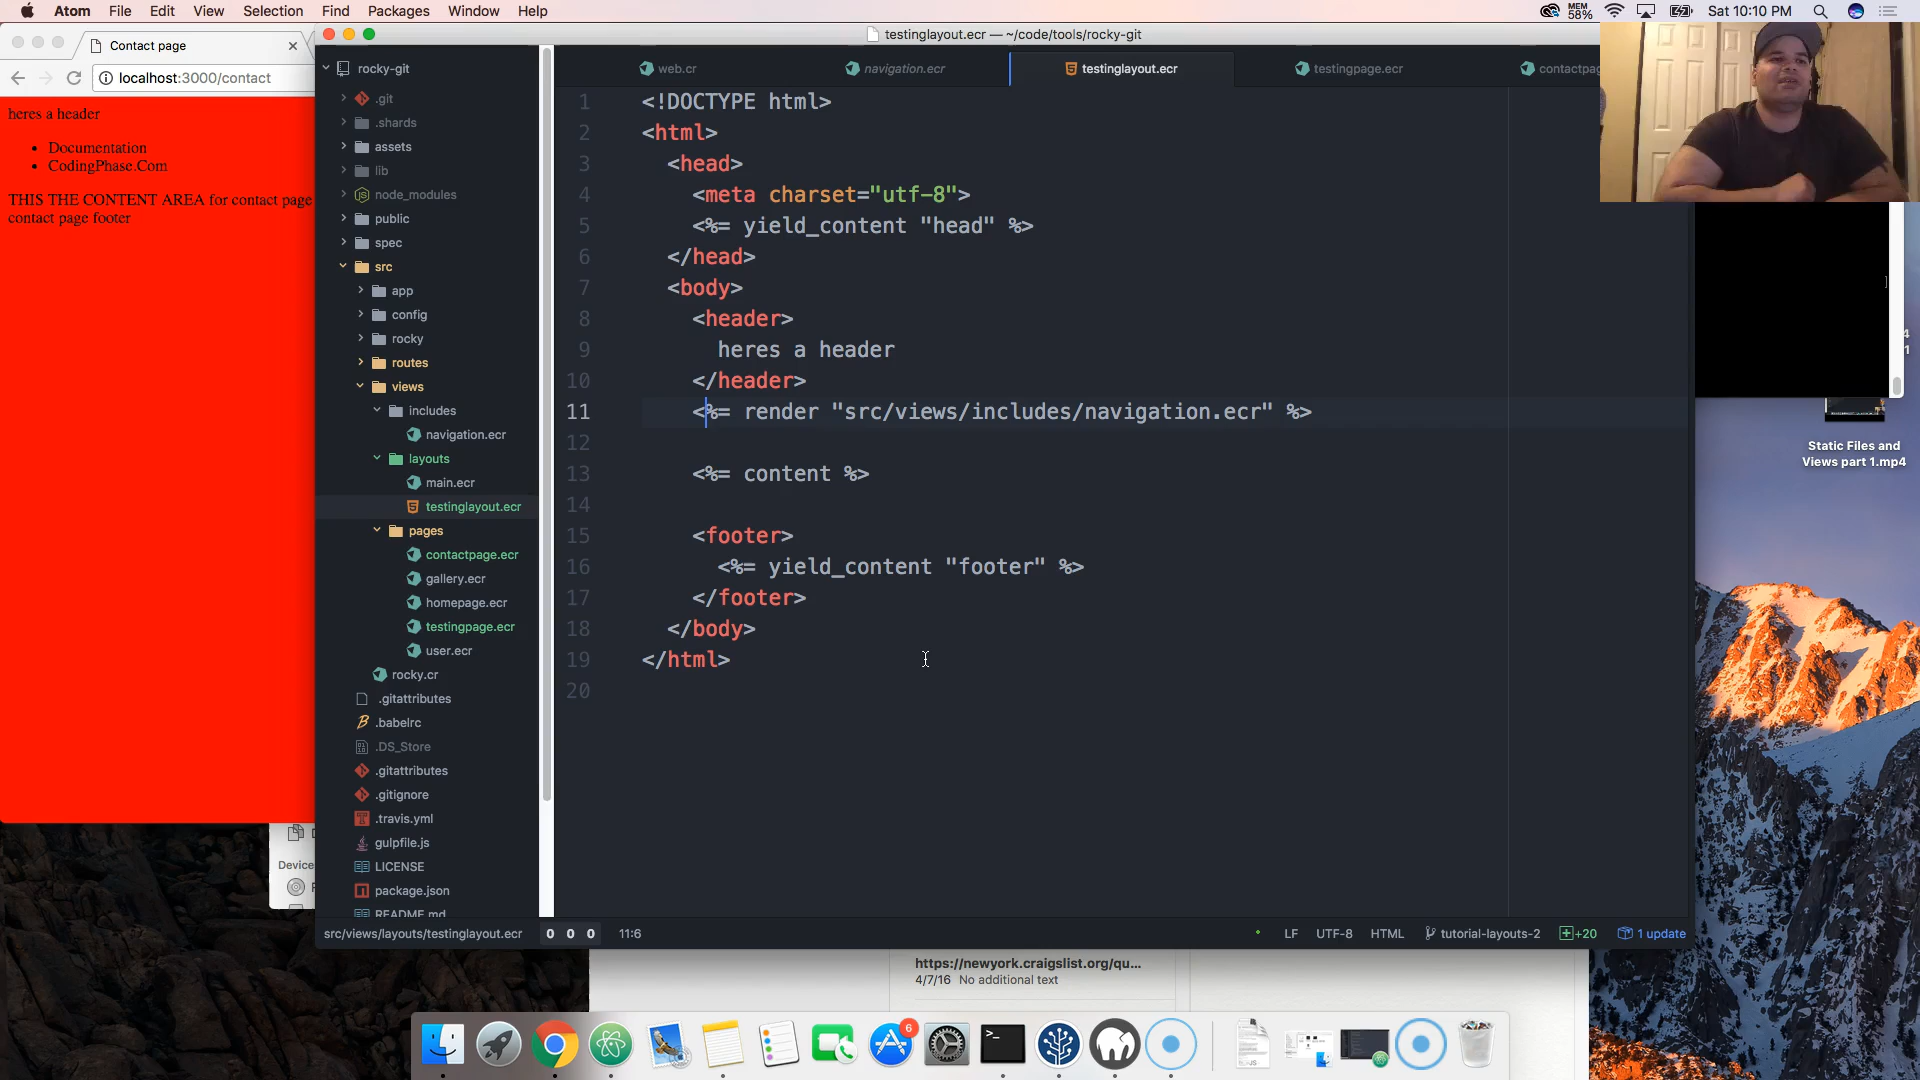 Atom File Edit View Selection Find Packages Window Help
MEM
58%
Sat 10:10 PM
Contact page
localhost:3000/contact
heres a header
Documentation
CodingPhase.Com
THIS THE CONTENT AREA for contact page
contact page footer
testinglayout.ecr — ~/code/tools/rocky-git
rocky-git
.git
.shards
assets
lib
node_modules
public
spec
src
app
config
rocky
routes
views
includes
navigation.ecr
layouts
main.ecr
testinglayout.ecr
pages
contactpage.ecr
gallery.ecr
homepage.ecr
testingpage.ecr
user.ecr
rocky.cr
.gitattributes
.babelrc
.DS_Store
.gitattributes
.gitignore
.travis.yml
gulpfile.js
LICENSE
package.json
README.md
web.cr
navigation.ecr
testinglayout.ecr
testingpage.ecr
contactpag
1 <!DOCTYPE html>
2 <html>
3 <head>
4 <meta charset="utf-8">
5 <%= yield_content "head" %>
6 </head>
7 <body>
8 <header>
9 heres a header
10 </header>
11 <%= render "src/views/includes/navigation.ecr" %>
12
13 <%= content %>
14
15 <footer>
16 <%= yield_content "footer" %>
17 </footer>
18 </body>
19 </html>
20
src/views/layouts/testinglayout.ecr 0 0 0 11:6
LF UTF-8 HTML tutorial-layouts-2 +20 1 update
Static Files and
Views part 1.mp4
https://newyork.craigslist.org/qu...
4/7/16 No additional text
6